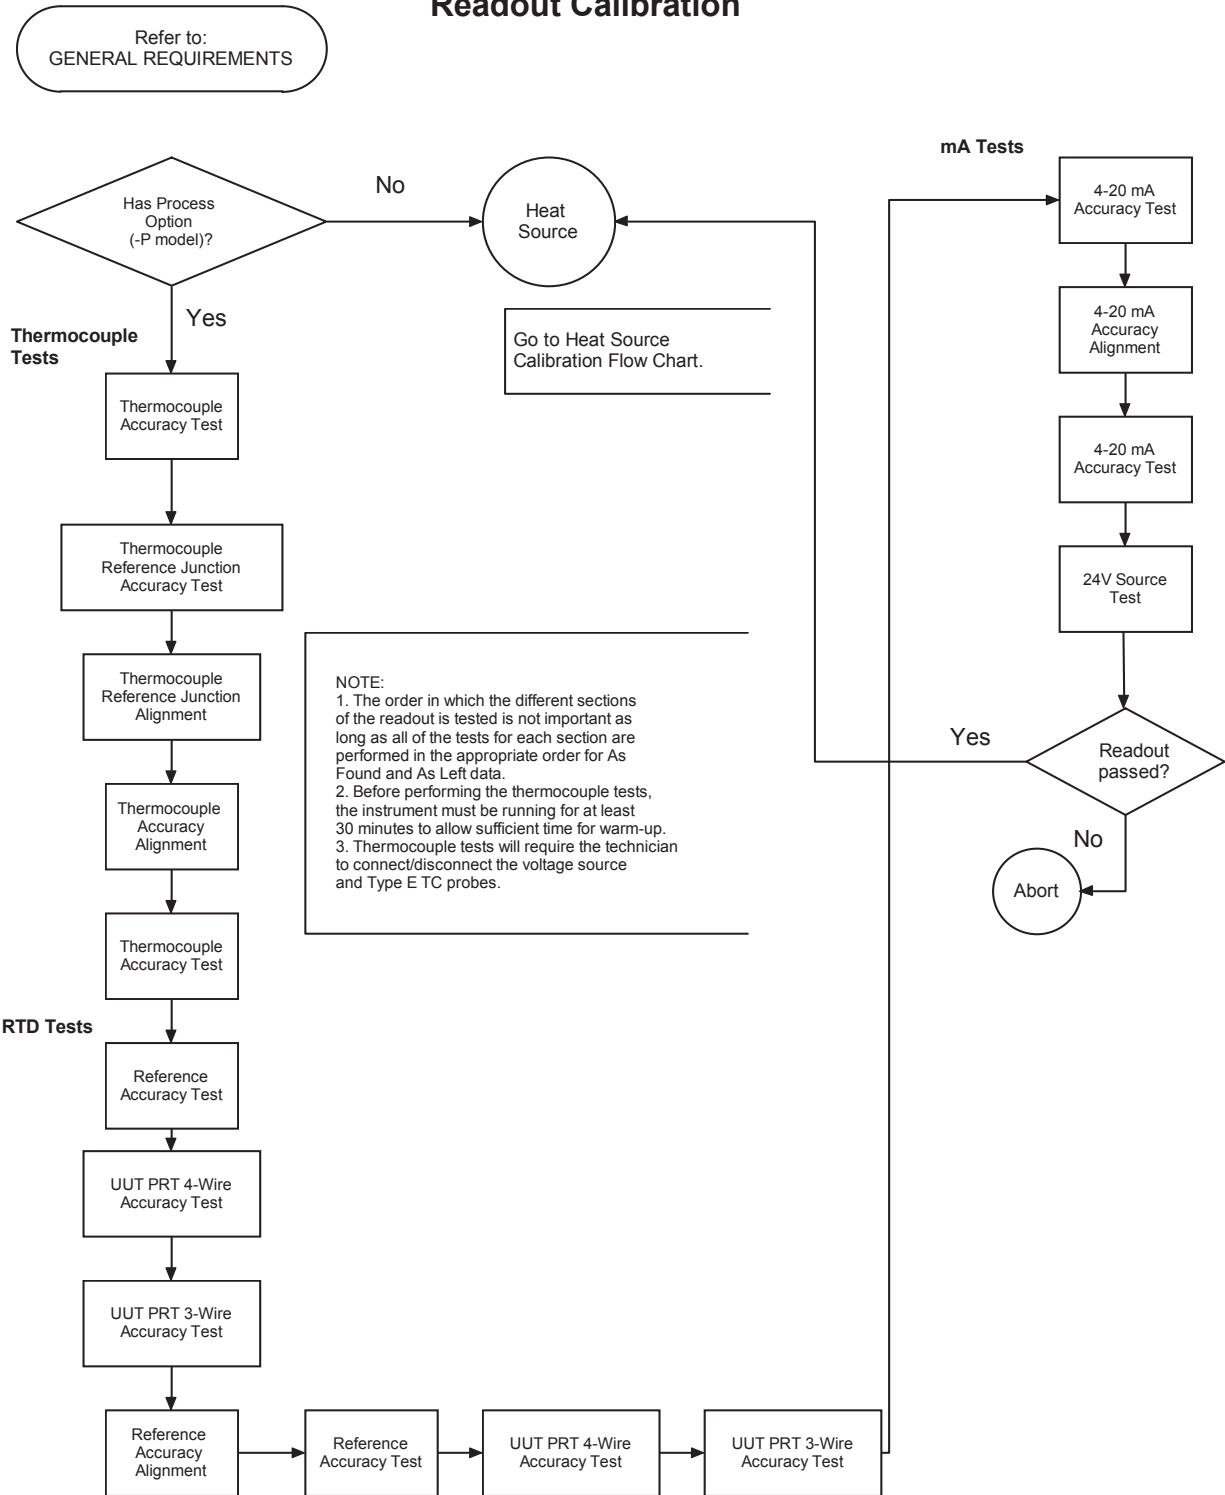 Readout Calibration
Refer to:
GENERAL REQUIREMENTS
Has Process
Option
(-P model)?
No
Heat
Source
Yes
Go to Heat Source
Calibration Flow Chart.
Thermocouple
Tests
Thermocouple
Accuracy Test
Thermocouple
Reference Junction
Accuracy Test
Thermocouple
Reference Junction
Alignment
Thermocouple
Accuracy
Alignment
Thermocouple
Accuracy Test
NOTE:
1. The order in which the different sections
of the readout is tested is not important as
long as all of the tests for each section are
performed in the appropriate order for As
Found and As Left data.
2. Before performing the thermocouple tests,
the instrument must be running for at least
30 minutes to allow sufficient time for warm-up.
3. Thermocouple tests will require the technician
to connect/disconnect the voltage source
and Type E TC probes.
RTD Tests
Reference
Accuracy Test
UUT PRT 4-Wire
Accuracy Test
UUT PRT 3-Wire
Accuracy Test
Reference
Accuracy
Alignment
Reference
Accuracy Test
UUT PRT 4-Wire
Accuracy Test
UUT PRT 3-Wire
Accuracy Test
mA Tests
4-20 mA
Accuracy Test
4-20 mA
Accuracy
Alignment
4-20 mA
Accuracy Test
24V Source
Test
Readout
passed?
Yes
No
Abort